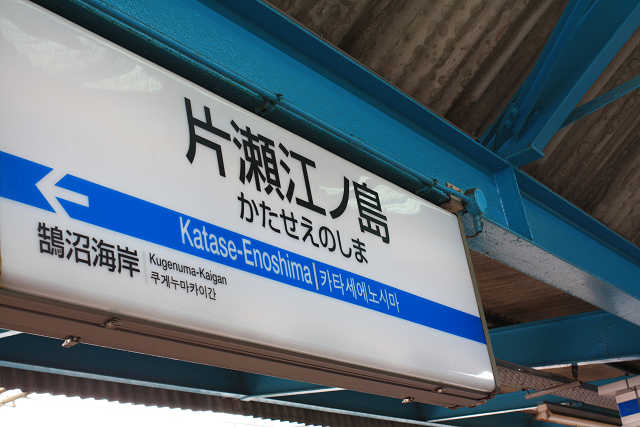 片瀬江ノ島
かたせえのしま
Katase-Enoshima|카타세에노시마
鵠沼海岸
Kugenuma-Kaigan
쿠게누마카이간